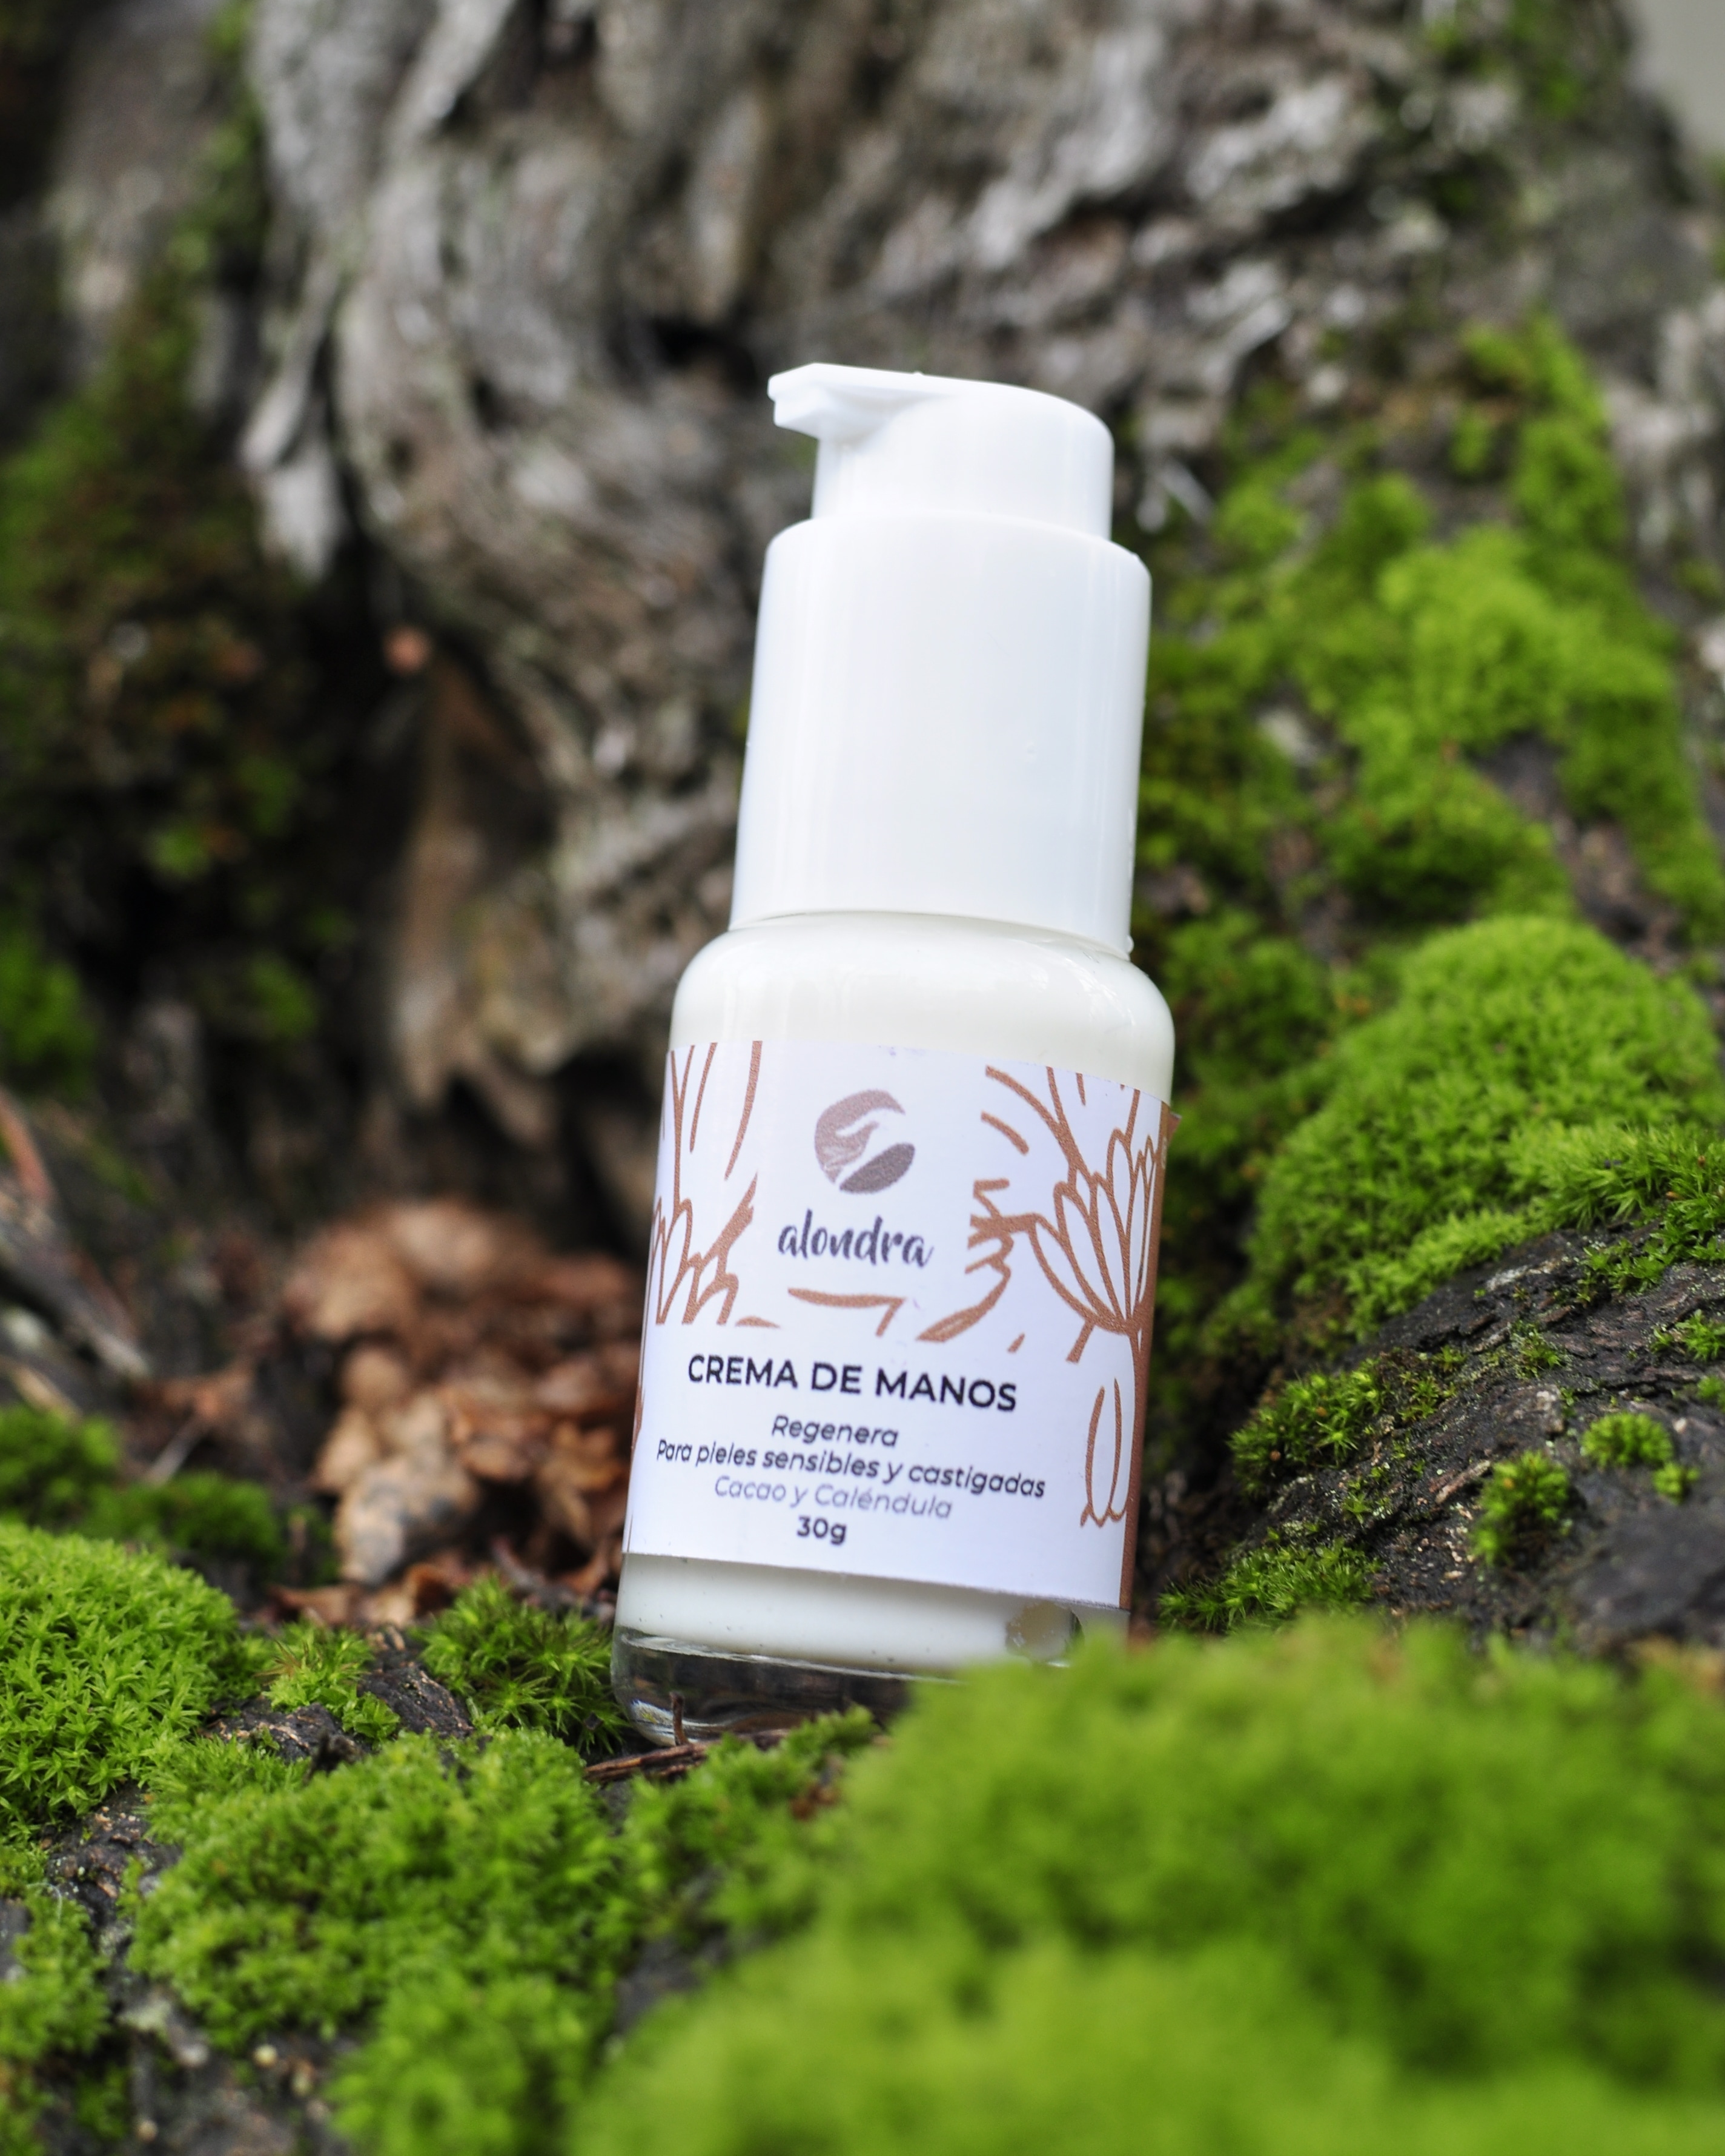 alondra
CREMA DE MANOS
Regenera
Para pieles sensibles y castigadas
Cacao y Caléndula
30g